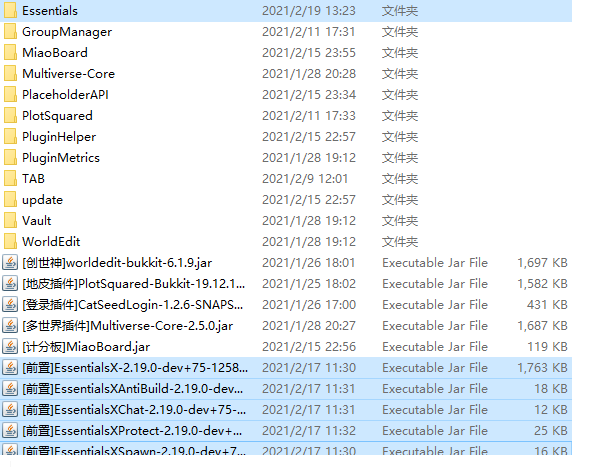 Essentials 2021/2/19 13:23 文件夹
GroupManager 2021/2/11 17:31 文件夹
MiaoBoard 2021/2/15 23:55 文件夹
Multiverse-Core 2021/1/28 20:28 文件夹
PlaceholderAPI 2021/2/15 23:34 文件夹
PlotSquared 2021/2/11 17:33 文件夹
PluginHelper 2021/2/15 22:57 文件夹
PluginMetrics 2021/1/28 19:12 文件夹
TAB 2021/2/9 12:01 文件夹
update 2021/2/15 22:57 文件夹
Vault 2021/1/28 19:12 文件夹
WorldEdit 2021/1/28 19:12 文件夹
[创世神]worldedit-bukkit-6.1.9.jar 2021/1/26 18:01 Executable Jar File 1,697 KB
[地皮插件]PlotSquared-Bukkit-19.12.1... 2021/1/25 18:02 Executable Jar File 1,582 KB
[登录插件]CatSeedLogin-1.2.6-SNAPS... 2021/1/26 17:00 Executable Jar File 431 KB
[多世界插件]Multiverse-Core-2.5.0.jar 2021/1/28 20:27 Executable Jar File 1,687 KB
[计分板]MiaoBoard.jar 2021/2/15 22:56 Executable Jar File 119 KB
[前置]EssentialsX-2.19.0-dev+75-1258... 2021/2/17 11:30 Executable Jar File 1,763 KB
[前置]EssentialsXAntiBuild-2.19.0-dev... 2021/2/17 11:31 Executable Jar File 18 KB
[前置]EssentialsXChat-2.19.0-dev+75-... 2021/2/17 11:31 Executable Jar File 12 KB
[前置]EssentialsXProtect-2.19.0-dev+... 2021/2/17 11:32 Executable Jar File 25 KB
[前置]EssentialsXSpawn-2.19.0-dev+7... 2021/2/17 11:30 Executable Jar File 16 KB